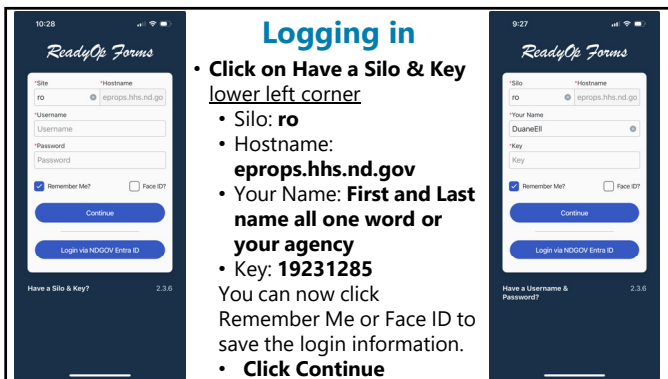 10:28
ReadyOp Forms
*Site *Hostname
ro eprops.hhs.nd.go
*Username
Username
*Password
Password
Remember Me? Face ID?
Continue
Login via NDGOV Entra ID
Have a Silo & Key? 2.3.6
Logging in
• Click on Have a Silo & Key
lower left corner
• Silo: ro
• Hostname:
eprops.hhs.nd.gov
• Your Name: First and Last
name all one word or
your agency
• Key: 19231285
You can now click
Remember Me or Face ID to
save the login information.
• Click Continue
9:27
ReadyOp Forms
*Silo *Hostname
ro eprops.hhs.nd.go
*Your Name
DuaneEll
*Key
Key
Remember Me? Face ID?
Continue
Login via NDGOV Entra ID
Have a Username & 2.3.6
Password?